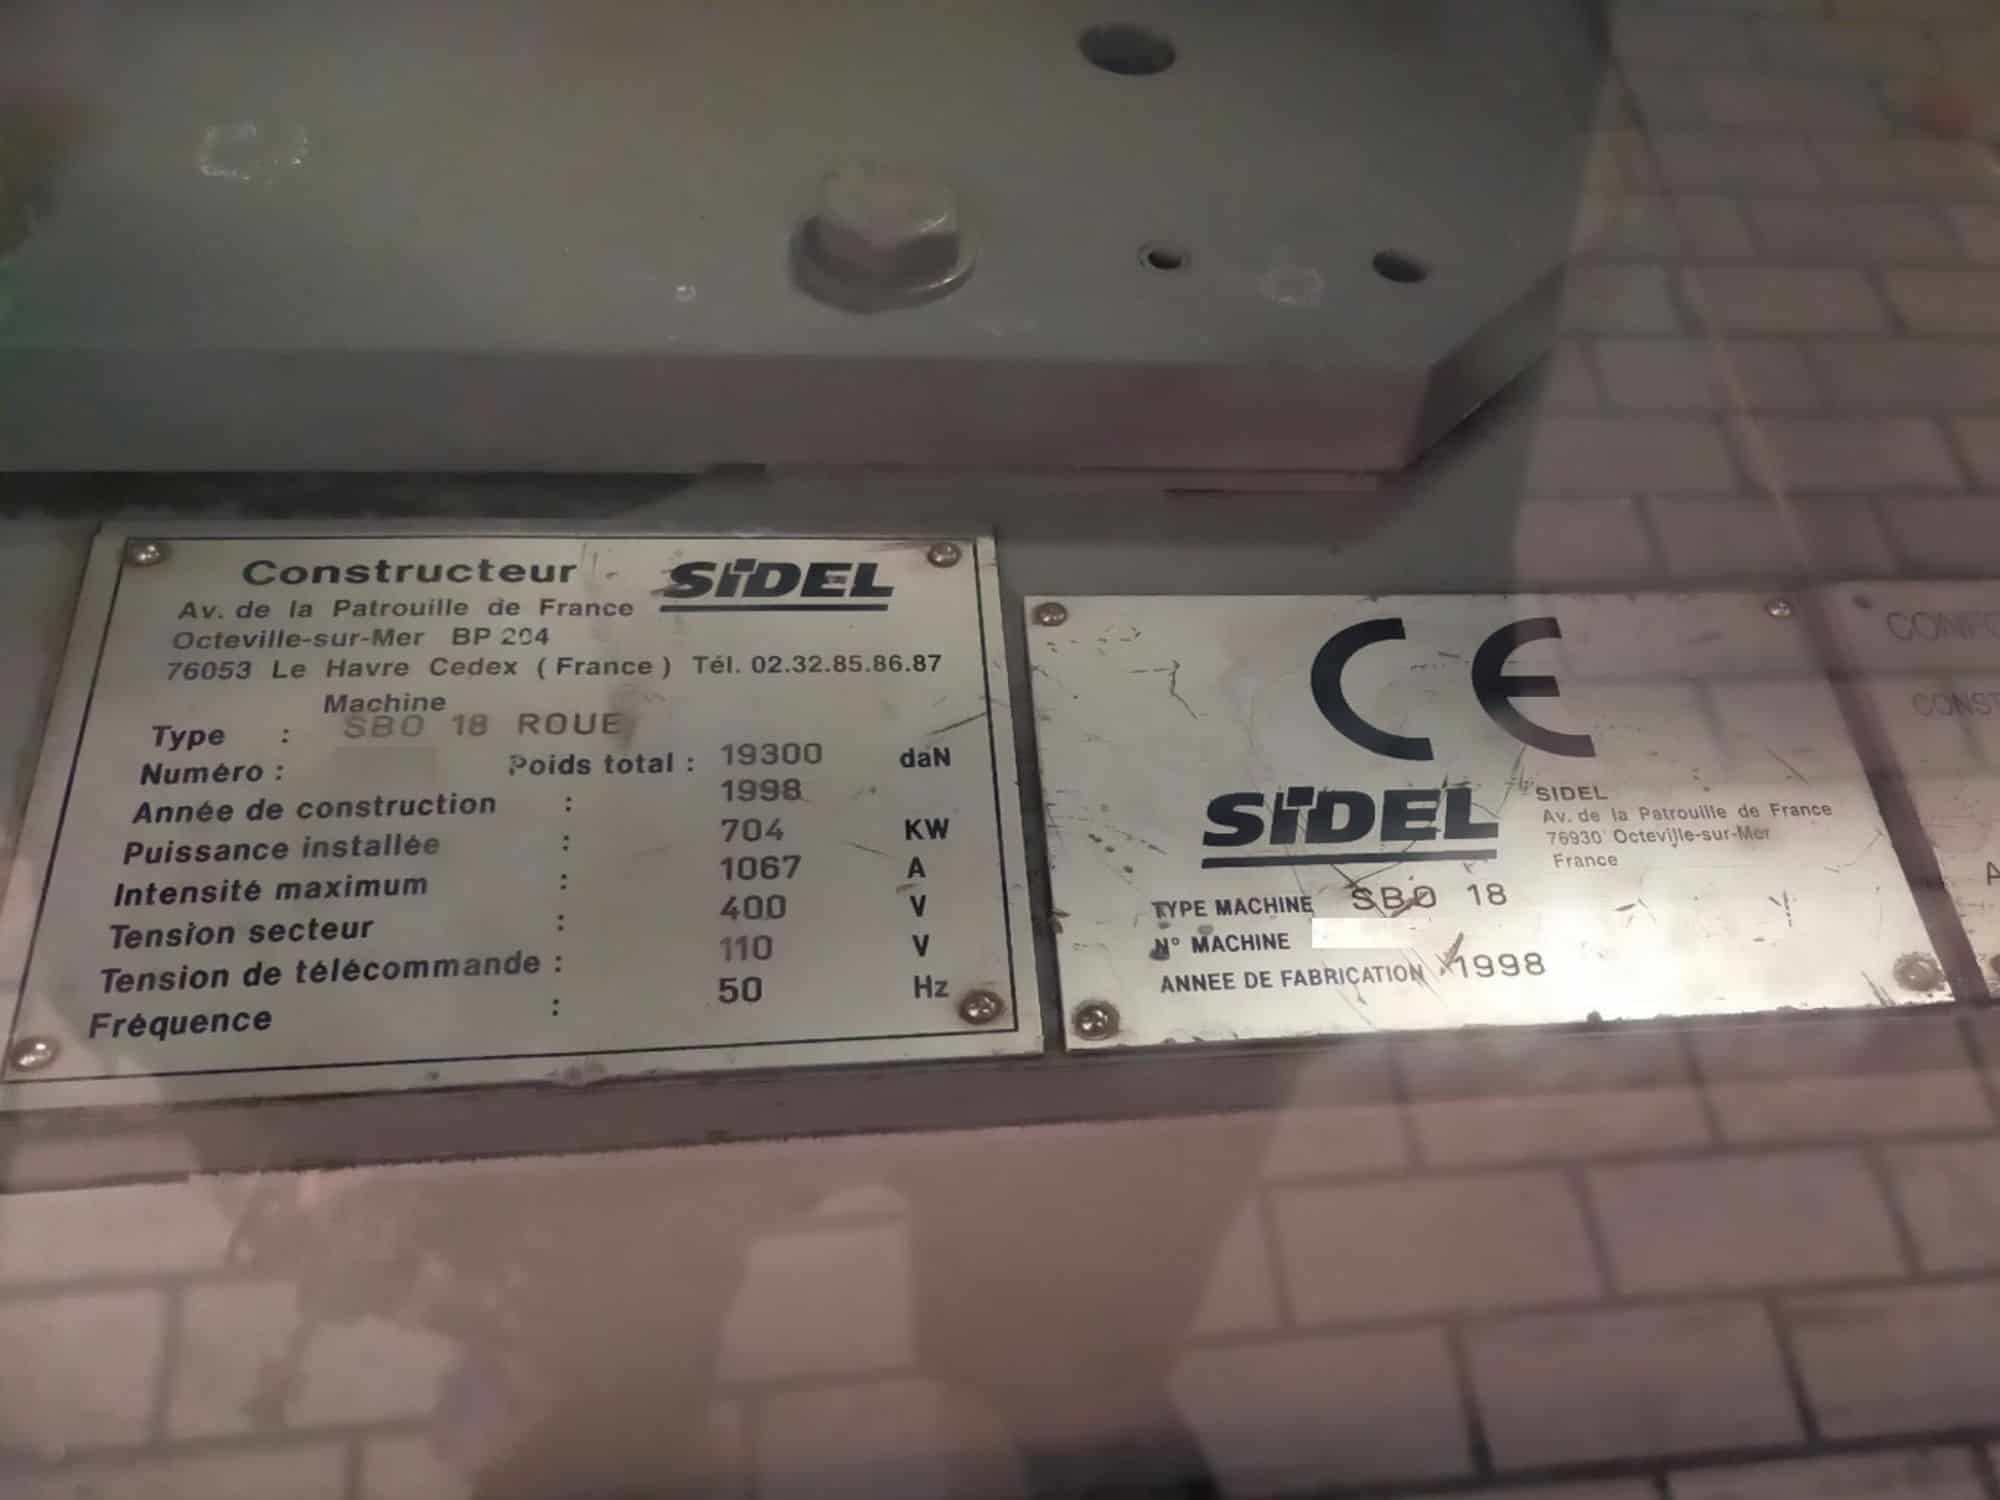 Constructeur SIDEL
Av. de la Patrouille de France
Octeville-sur-Mer BP 204
76053 Le Havre Cedex (France) Tél. 02.32.85.86.87
Machine
Type : SBO 18 ROUE
Numéro : Poids total : 19300 daN
Année de construction : 1998
Puissance installée : 704 KW
Intensité maximum : 1067 A
Tension secteur : 400 V
Tension de télécommande : 110 V
Fréquence : 50 Hz
CE
SIDEL
SIDEL
Av. de la Patrouille de France
76930 Octeville-sur-Mer
France
TYPE MACHINE SBO 18
N° MACHINE
ANNEE DE FABRICATION 1998